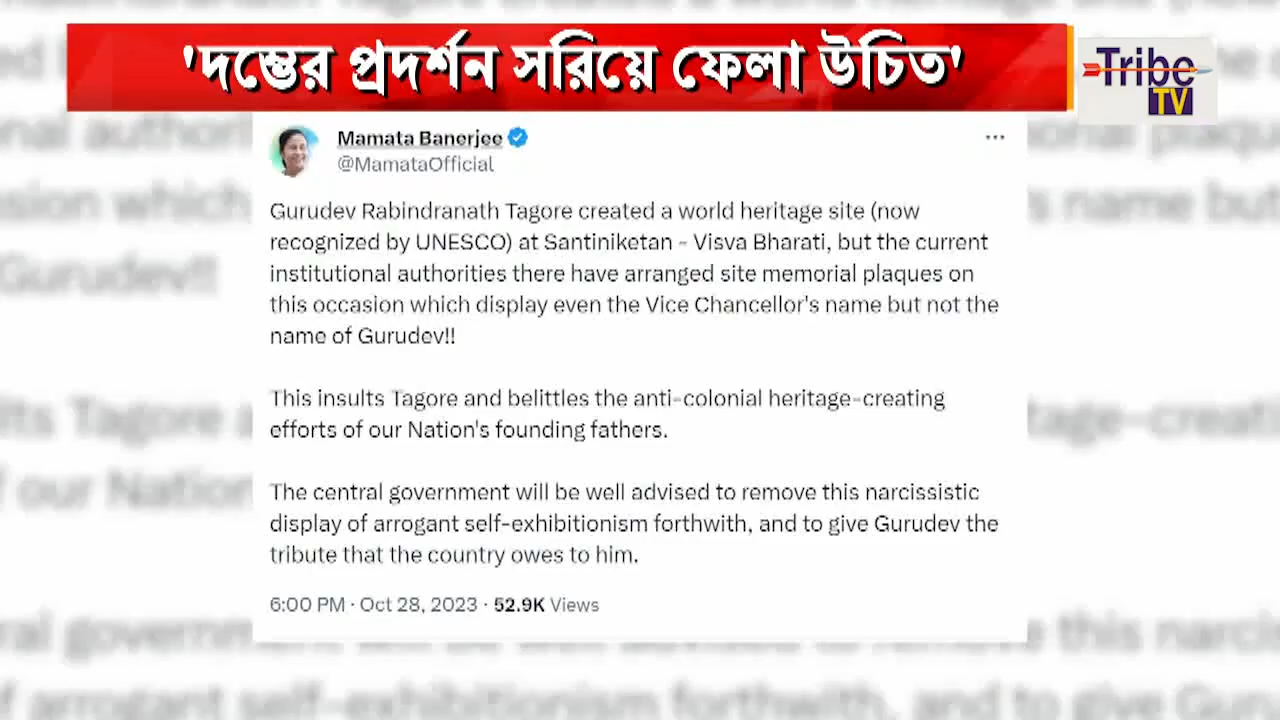 'দম্ভের প্রদর্শন সরিয়ে ফেলা উচিত'
Tribe
TV
Mamata Banerjee
@MamataOfficial
Gurudev Rabindranath Tagore created a world heritage site (now
recognized by UNESCO) at Santiniketan - Visva Bharati, but the current
institutional authorities there have arranged site memorial plaques on
this occasion which display even the Vice Chancellor's name but not the
name of Gurudev!!
This insults Tagore and belittles the anti-colonial heritage-creating
efforts of our Nation's founding fathers.
The central government will be well advised to remove this narcissistic
display of arrogant self-exhibitionism forthwith, and to give Gurudev the
tribute that the country owes to him.
6:00 PM · Oct 28, 2023 · 52.9K Views